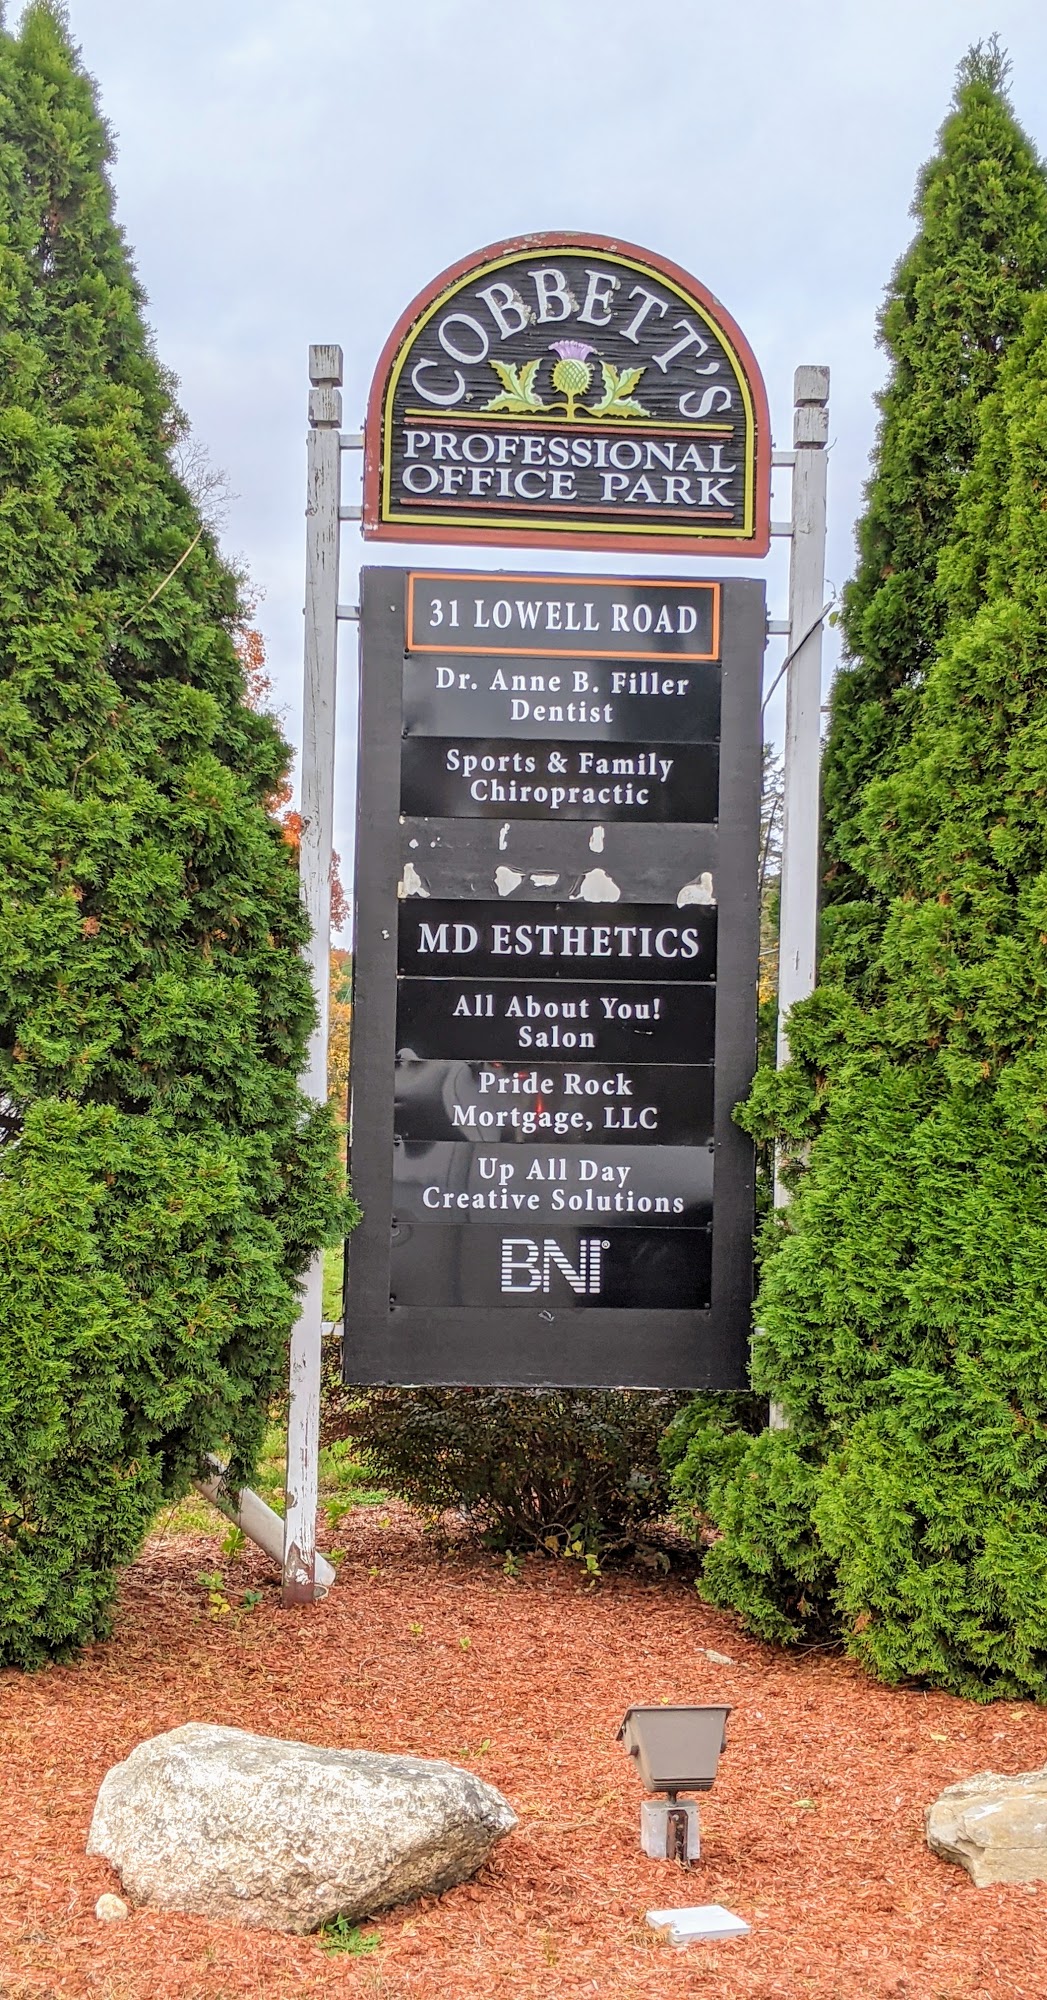 COBBETT'S
PROFESSIONAL
OFFICE PARK
31 LOWELL ROAD
Dr. Anne B. Filler
Dentist
Sports & Family
Chiropractic
MD ESTHETICS
All About You!
Salon
Pride Rock
Mortgage, LLC
Up All Day
Creative Solutions
BNI®